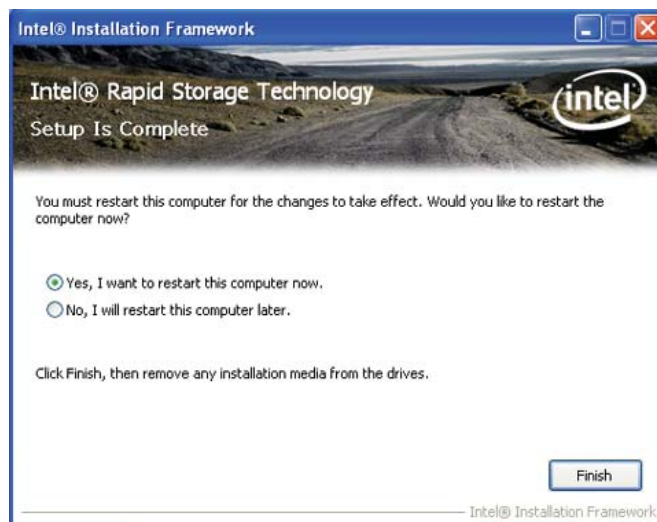 Intel® Installation Framework
Intel® Rapid Storage Technology
Setup Is Complete
intel
You must restart this computer for the changes to take effect. Would you like to restart the
computer now?
Yes, I want to restart this computer now.
No, I will restart this computer later.
Click Finish, then remove any installation media from the drives.
Finish
Intel® Installation Framework